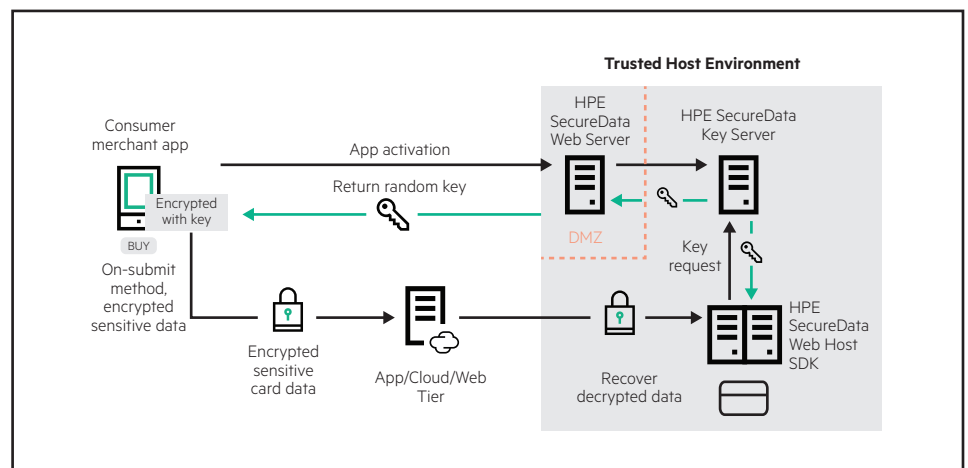 Trusted Host Environment
HPE
SecureData
Web Server
HPE SecureData
Key Server
Consumer
merchant app
App activation
Return random key
Encrypted
with key
DMZ
BUY
Key
request
On-submit
method,
encrypted
sensitive data
HPE
SecureData
Web Host
SDK
Encrypted
sensitive
card data
App/Cloud/Web
Tier
Recover
decrypted data